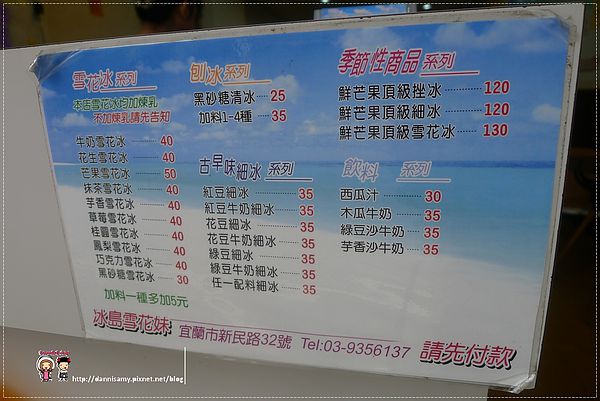 雪花冰 系列
本店雪花冰均加煉乳
不加煉乳請先告知
牛奶雪花冰 ‥‥ 40
花生雪花冰 ‥‥ 40
芒果雪花冰 ‥‥ 50
抹茶雪花冰 ‥‥ 40
芋香雪花冰 ‥‥ 40
草莓雪花冰 ‥‥ 40
桂圓雪花冰 ‥‥ 40
鳳梨雪花冰 ‥‥ 40
巧克力雪花冰 ‥‥ 40
黑砂糖雪花冰 ‥‥ 30
加料一種多加5元
刨冰 系列
黑砂糖清冰 ‥‥ 25
加料1-4種 ‥‥ 35
古早味細冰 系列
紅豆細冰 ‥‥ 35
紅豆牛奶細冰 ‥‥ 35
花豆細冰 ‥‥ 35
花豆牛奶細冰 ‥‥ 35
綠豆細冰 ‥‥ 35
綠豆牛奶細冰 ‥‥ 35
任一配料細冰 ‥‥ 35
季節性商品 系列
鮮芒果頂級挫冰 ‥‥ 120
鮮芒果頂級細冰 ‥‥ 120
鮮芒果頂級雪花冰 ‥‥ 130
飲料 系列
西瓜汁 ‥‥ 30
木瓜牛奶 ‥‥ 35
綠豆沙牛奶 ‥‥ 35
芋香沙牛奶 ‥‥ 35
冰島雪花妹 宜蘭市新民路32號 Tel:03-9356137 請先付款
http://dannisamy.pixnet.net/blog